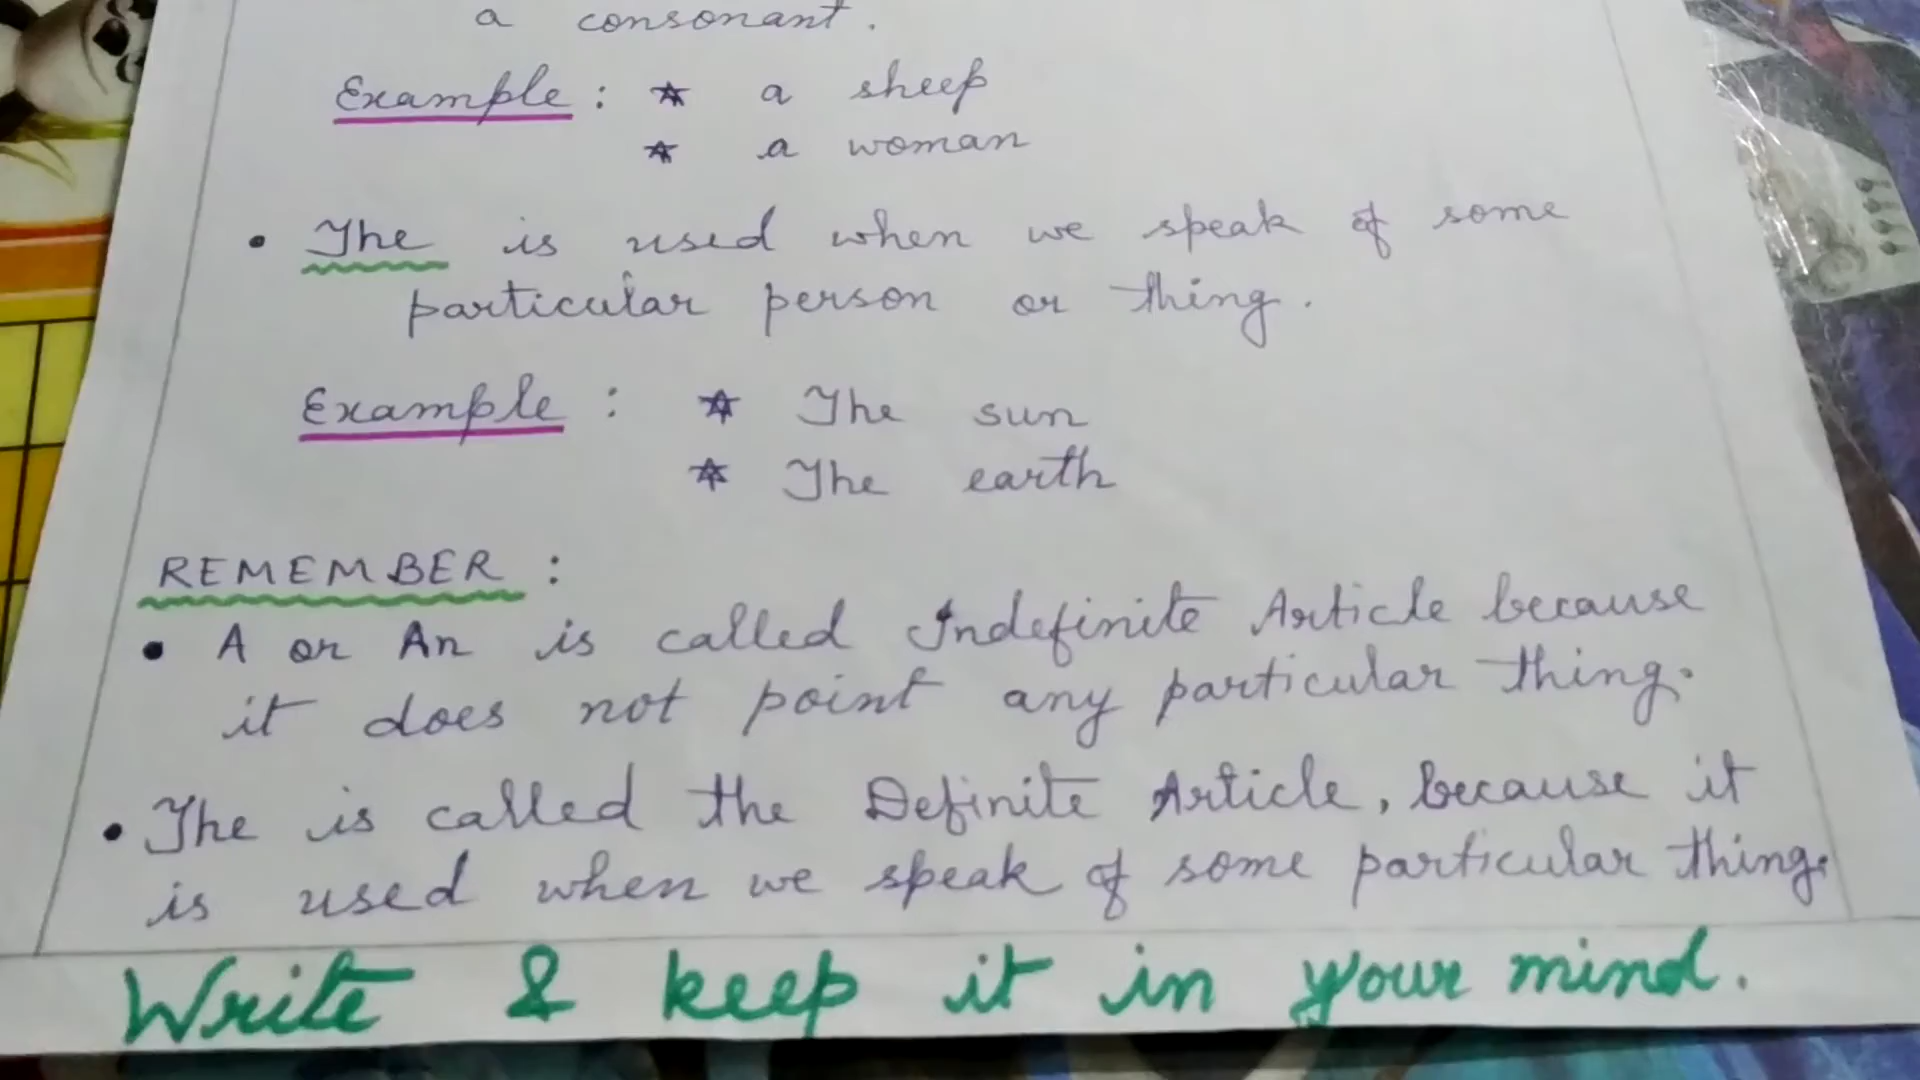 a consonant.
Example : ★ a sheep
★ a woman
• The is used when we speak of some
particular person or thing.
Example : ★ The sun
★ The earth
REMEMBER :
• A or An is called Indefinite Article because
it does not point any particular thing.
• The is called the Definite Article, because it
is used when we speak of some particular thing.
Write & keep it in your mind.